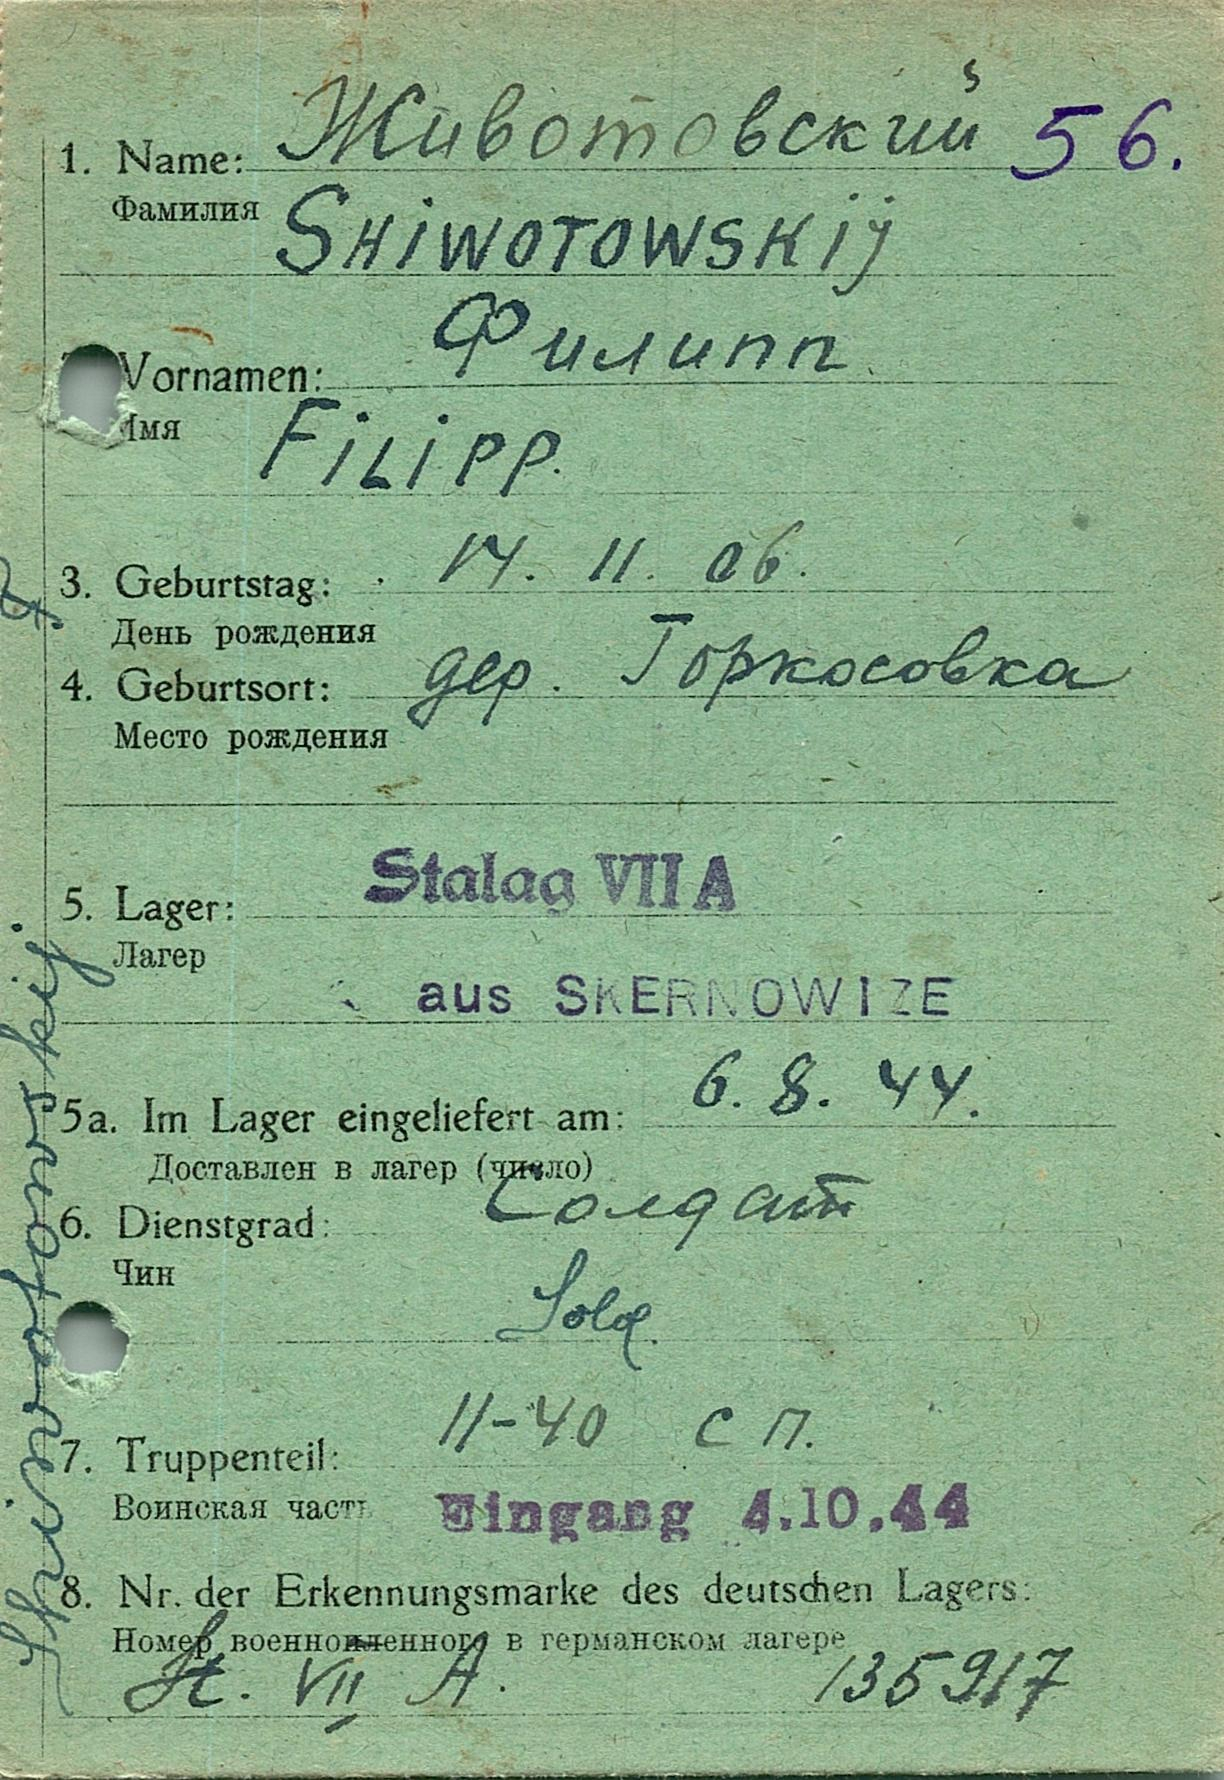 Животовский 56.
1. Name:
Фамилия
SHiWOTOWSKij
Филипп
Vornamen:
Имя
FiLiPP.
3. Geburtstag: 14. 11. 06.
День рождения
4. Geburtsort: дер. Горкосовка
Место рождения
Stalag VII A
5. Lager:
Лагер
aus SKERNOWIZE
5a. Im Lager eingeliefert am: 6. 8. 44.
Доставлен в лагер (число)
6. Dienstgrad: Солдат
Чин
Sold.
7. Truppenteil: 11-40 с п.
Воинская часть
Eingang 4.10.44
8. Nr. der Erkennungsmarke des deutschen Lagers:
Номер военнопленного в германском лагере
St. VII A. 135917
Shiwotowskij